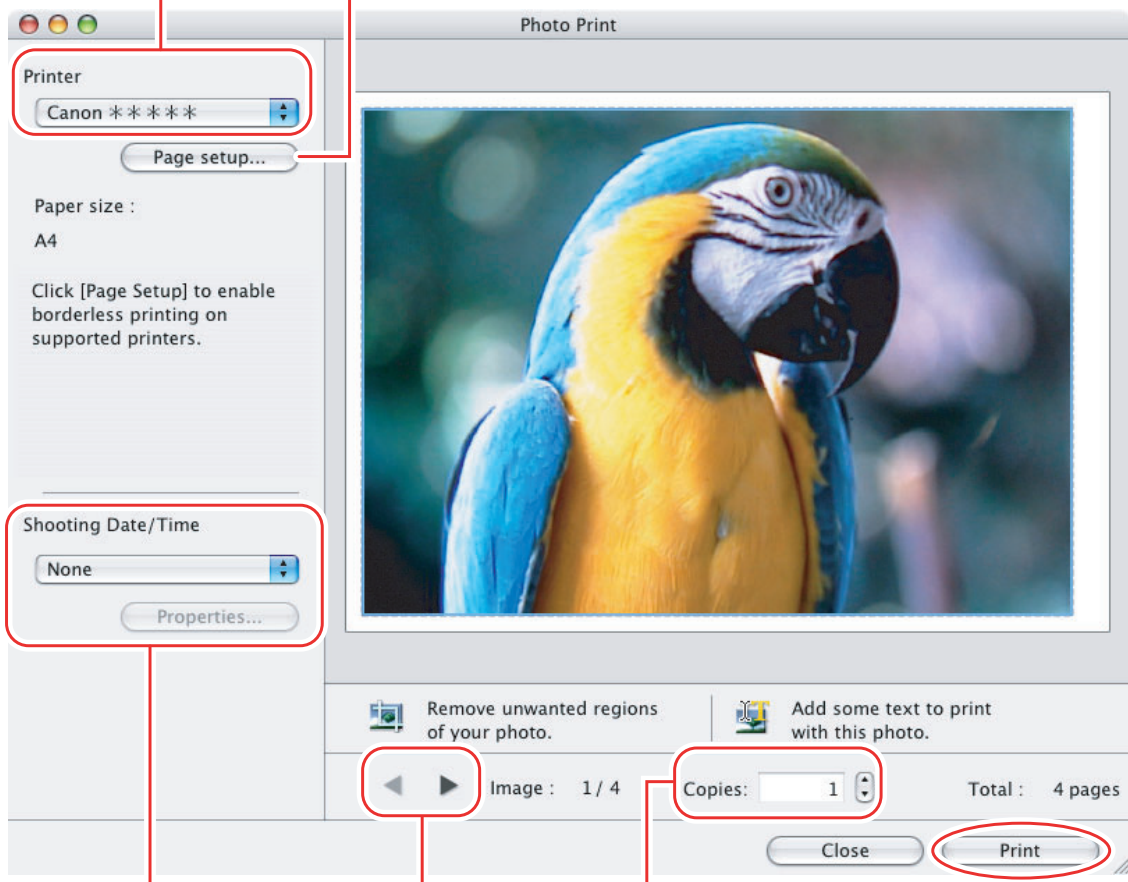 Photo Print
Printer
Canon ＊＊＊＊＊
Page setup...
Paper size :
A4
Click [Page Setup] to enable
borderless printing on
supported printers.
Shooting Date/Time
None
Properties...
Remove unwanted regions
of your photo.
Add some text to print
with this photo.
Image : 1 / 4
Copies: 1
Total : 4 pages
Close
Print